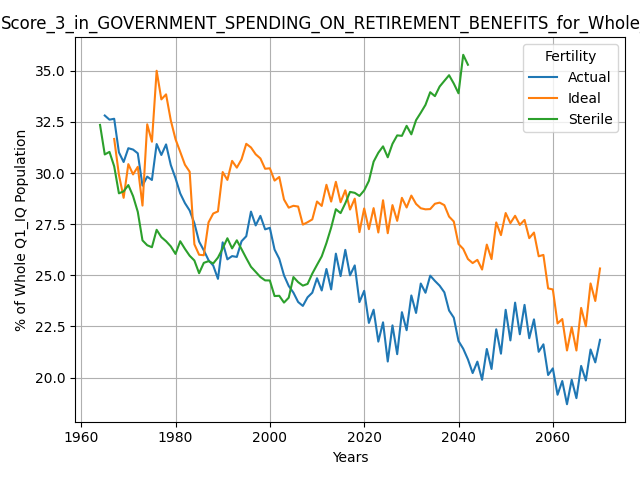 Score_3_in_GOVERNMENT_SPENDING_ON_RETIREMENT_BENEFITS_for_Whole
% of Whole Q1_IQ Population
35.0
32.5
30.0
27.5
25.0
22.5
20.0
Fertility
Actual
Ideal
Sterile
1960
1980
2000
2020
2040
2060
Years